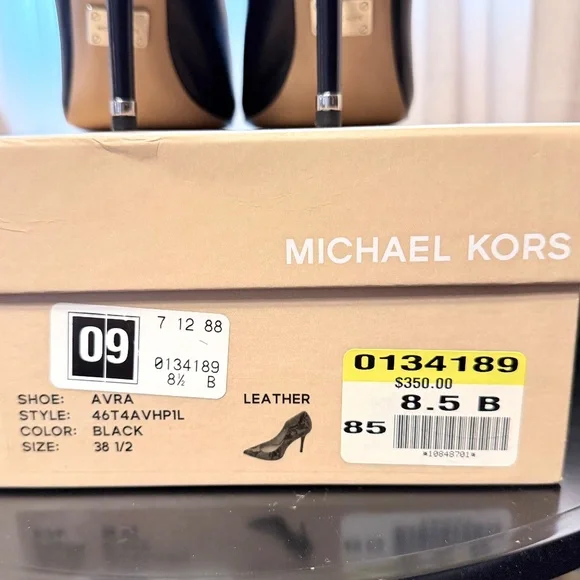 MICHAEL KORS
09
7 12 88
0134189
8½ B
SHOE: AVRA
STYLE: 46T4AVHP1L
COLOR: BLACK
SIZE: 38 1/2
LEATHER
0134189
$350.00
8.5 B
85
*10848701*